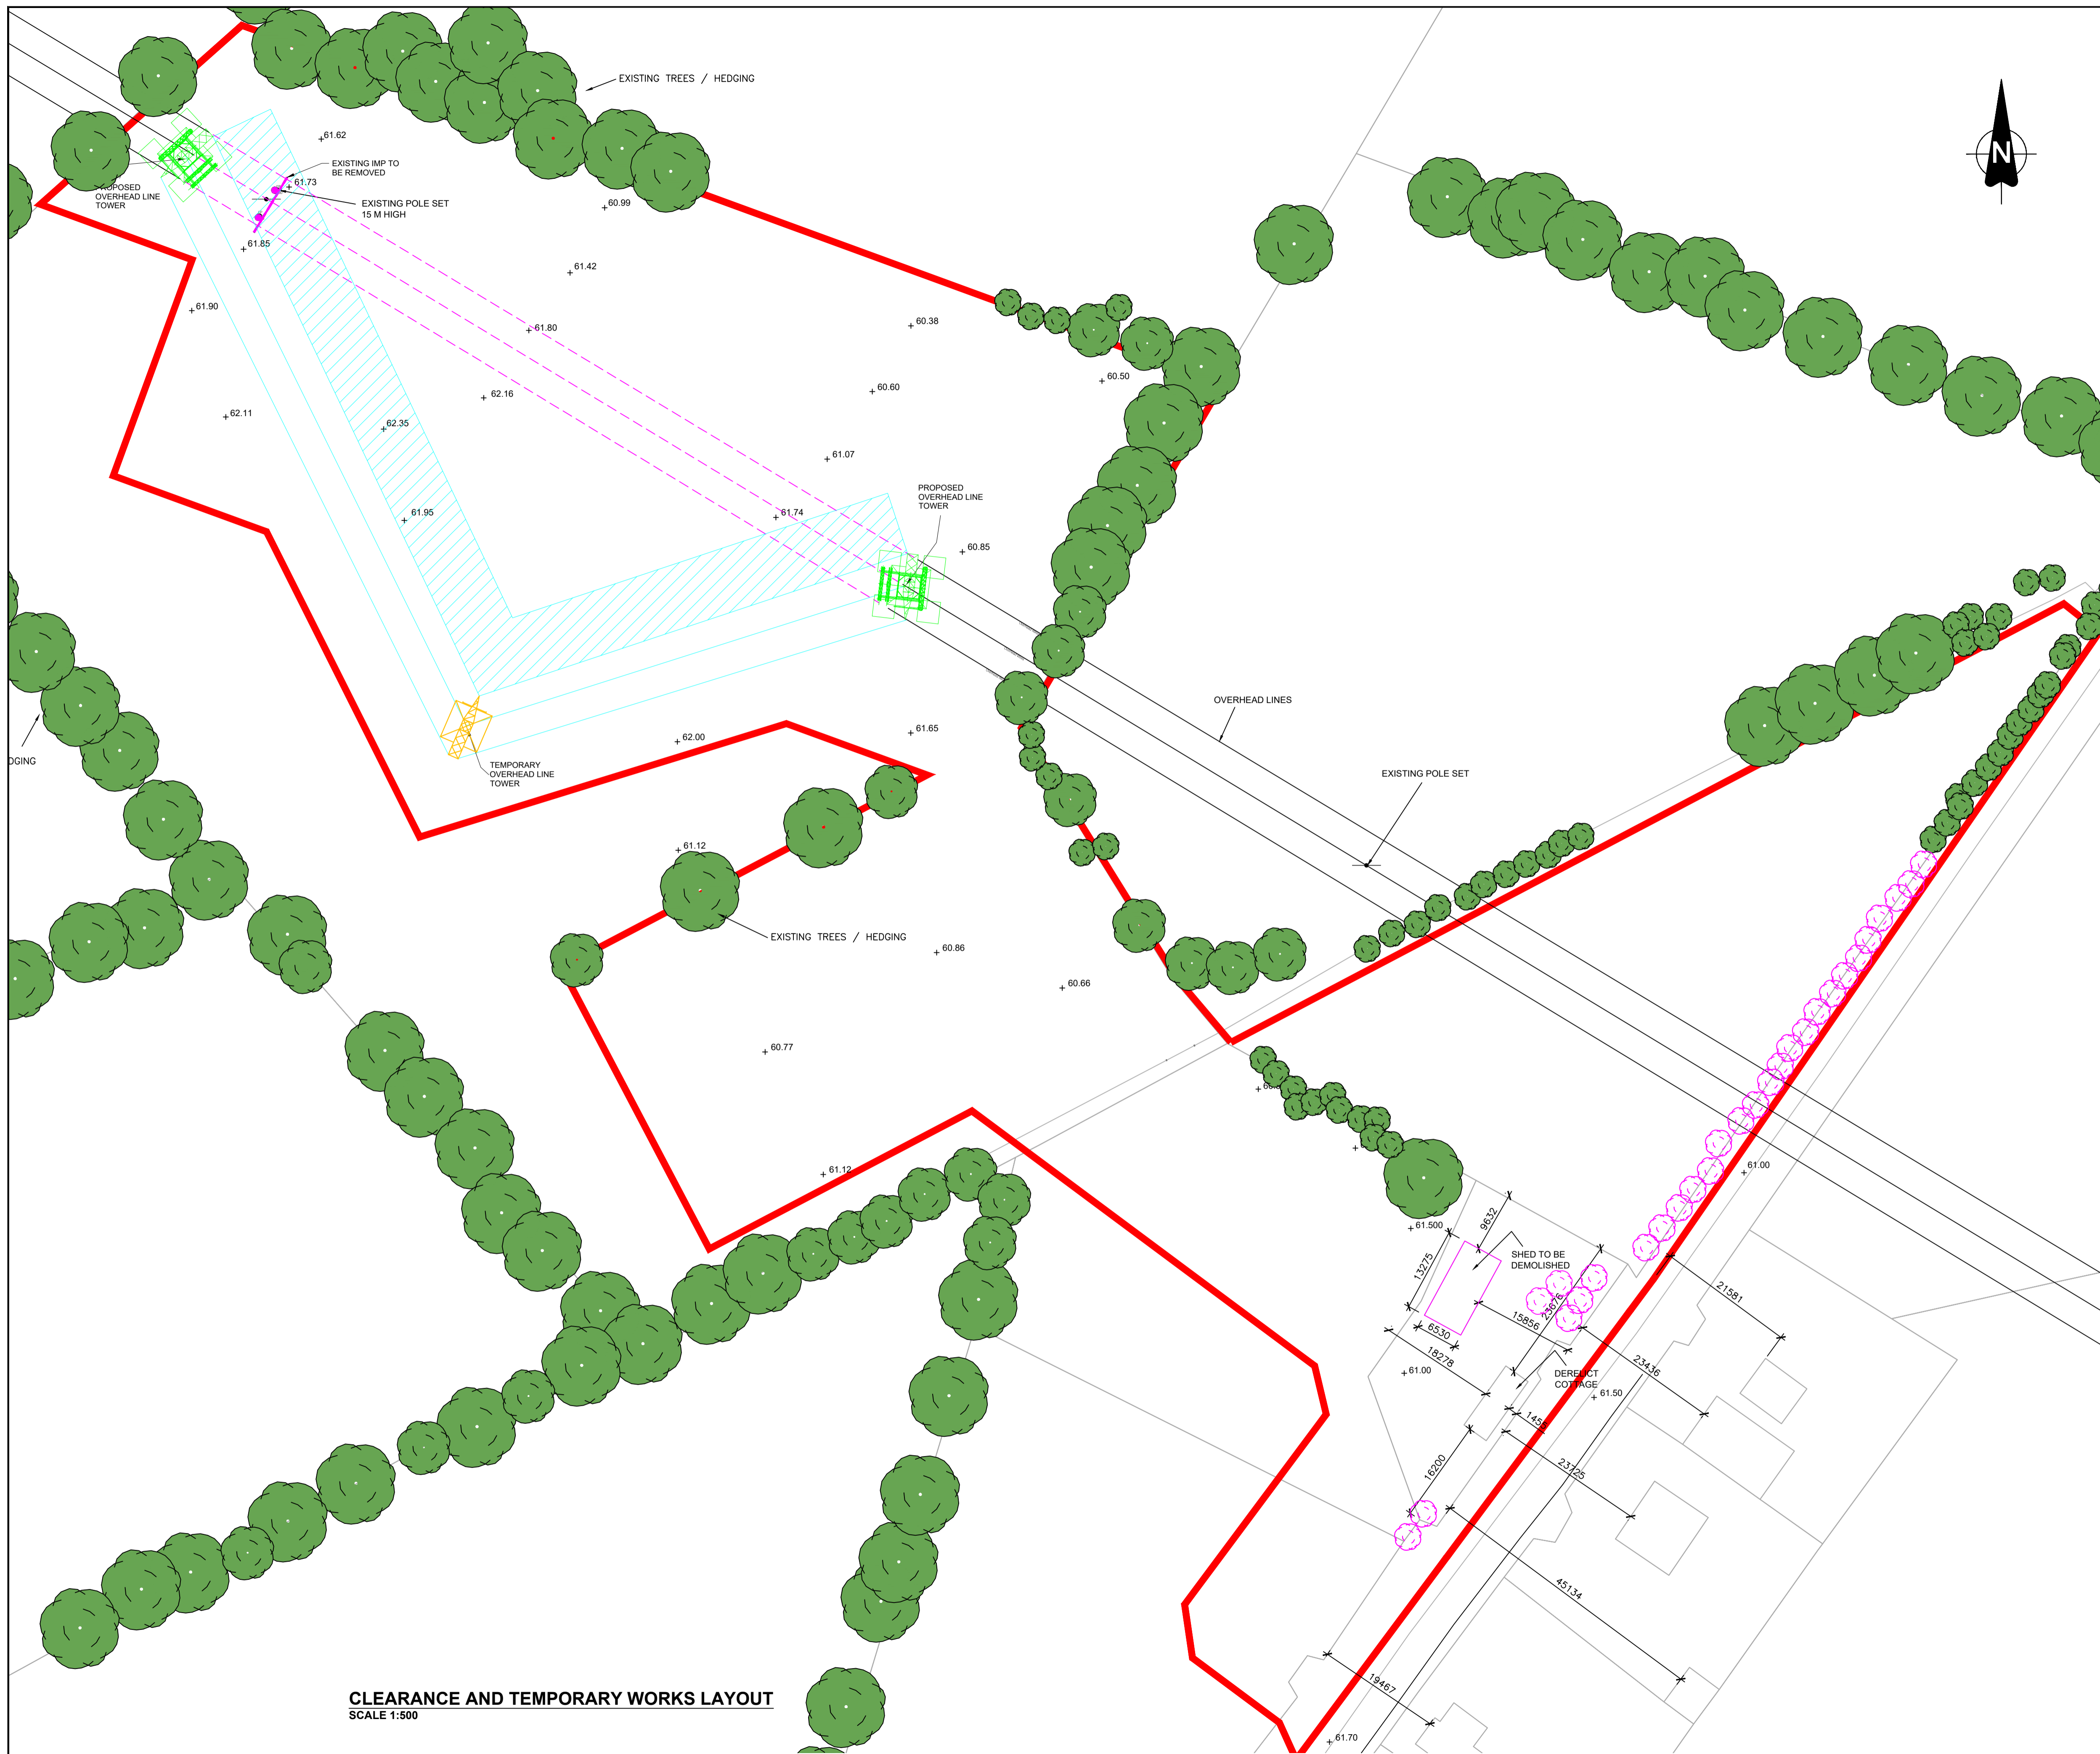 EXISTING TREES / HEDGING
N
61.62
EXISTING IMP TO
BE REMOVED
61.73
OVERHEAD LINE
TOWER
EXISTING POLE SET
15 M HIGH
60.99
61.85
61.42
61.90
61.80
60.38
60.50
60.60
62.16
62.11
62.35
61.07
PROPOSED
OVERHEAD LINE
TOWER
61.95
61.74
60.85
OVERHEAD LINES
61.65
62.00
TEMPORARY
OVERHEAD LINE
TOWER
EXISTING POLE SET
61.12
EXISTING TREES / HEDGING
60.86
60.66
60.77
61.12
61.00
61.500
9632
13275
SHED TO BE
DEMOLISHED
21581
23676
15856
6530
18278
23436
61.00
DERELICT
COTTAGE
61.50
16200
23725
45134
19467
61.70
CLEARANCE AND TEMPORARY WORKS LAYOUT
SCALE 1:500